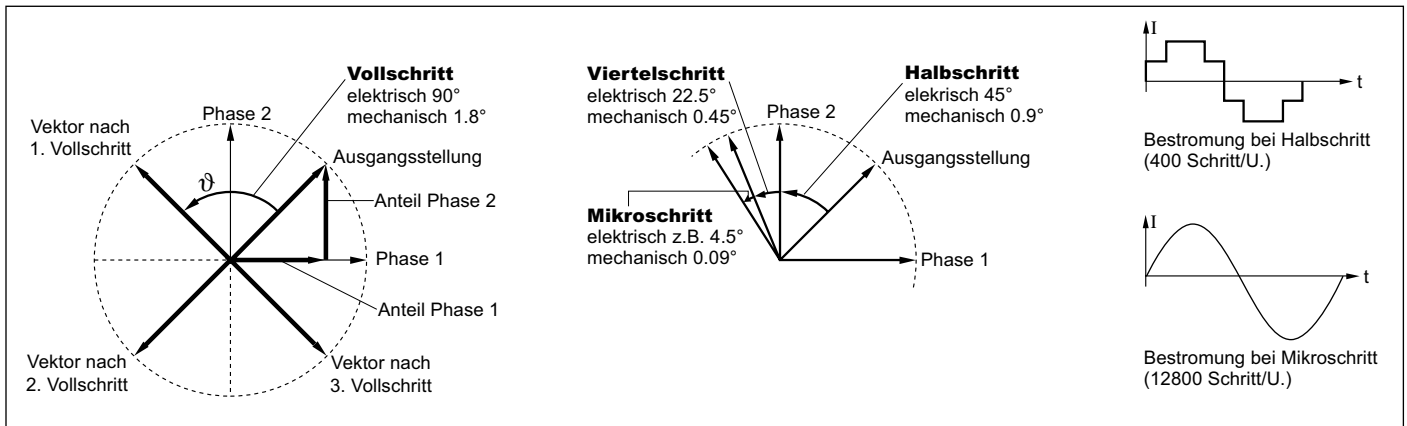 Vollschritt
elektrisch 90°
mechanisch 1.8°
Phase 2
Vektor nach
1. Vollschritt
Ausgangsstellung
ϑ
Anteil Phase 2
Phase 1
Anteil Phase 1
Vektor nach
2. Vollschritt
Vektor nach
3. Vollschritt
Viertelschritt
elektrisch 22.5°
mechanisch 0.45°
Halbschritt
elekrisch 45°
mechanisch 0.9°
Phase 2
Ausgangsstellung
Mikroschritt
elektrisch z.B. 4.5°
mechanisch 0.09°
Phase 1
I
t
Bestromung bei Halbschritt
(400 Schritt/U.)
I
t
Bestromung bei Mikroschritt
(12800 Schritt/U.)